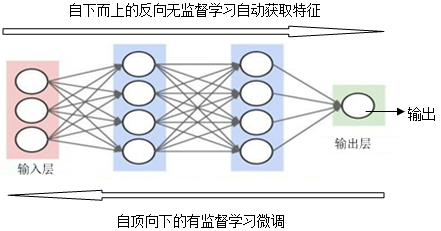 自下而上的反向无监督学习自动获取特征
输入层
输出层
输出
自顶向下的有监督学习微调